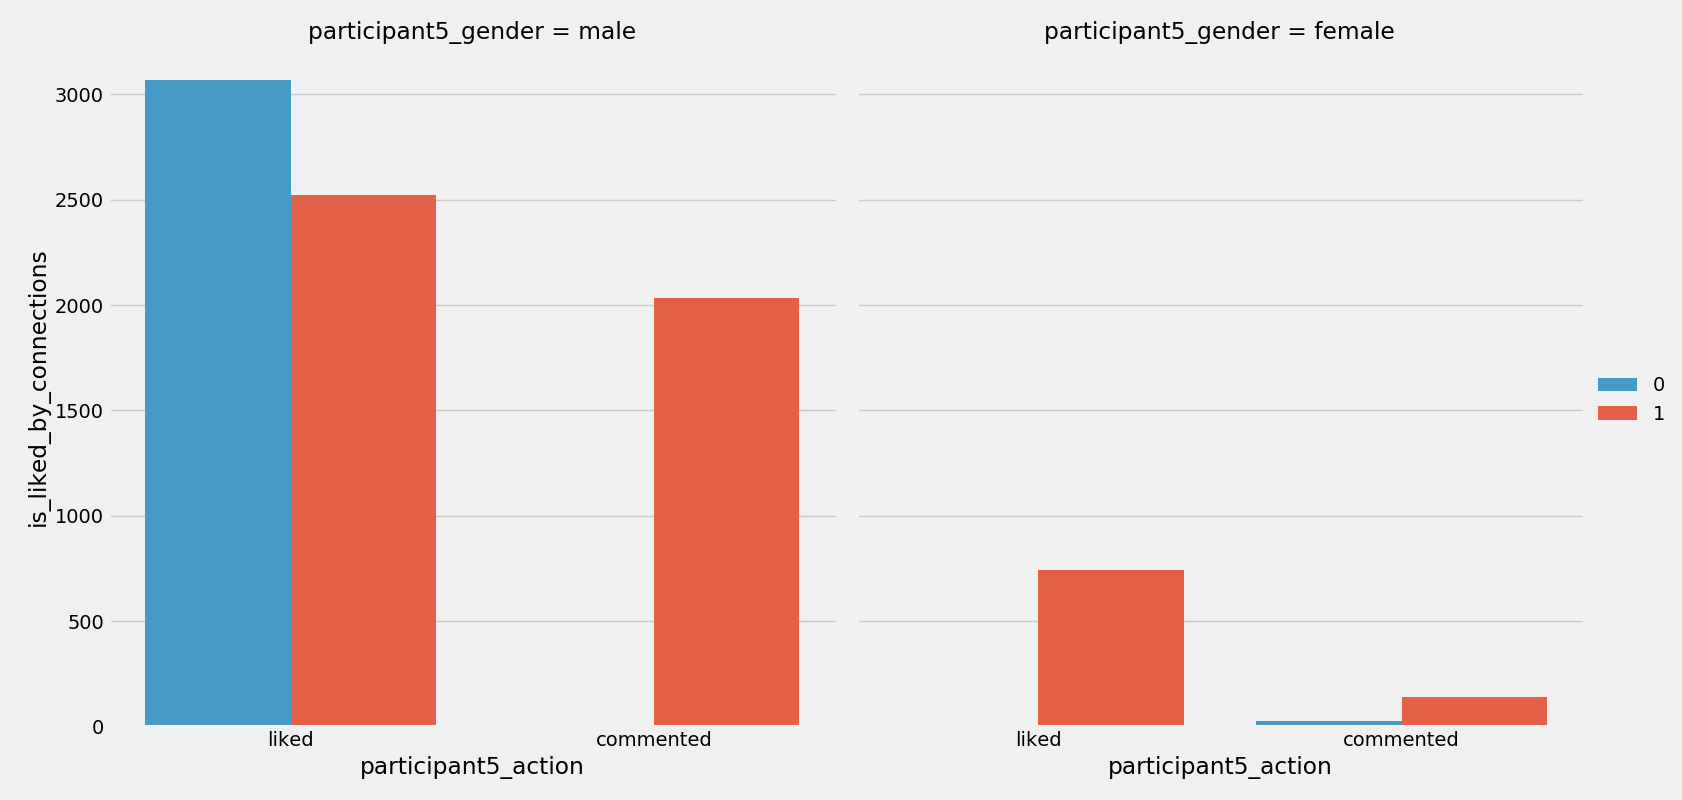 participant5_gender = male
participant5_gender = female
3000
2500
2000
1500
1000
500
0
is_liked_by_connections
liked
commented
liked
commented
participant5_action
participant5_action
0
1